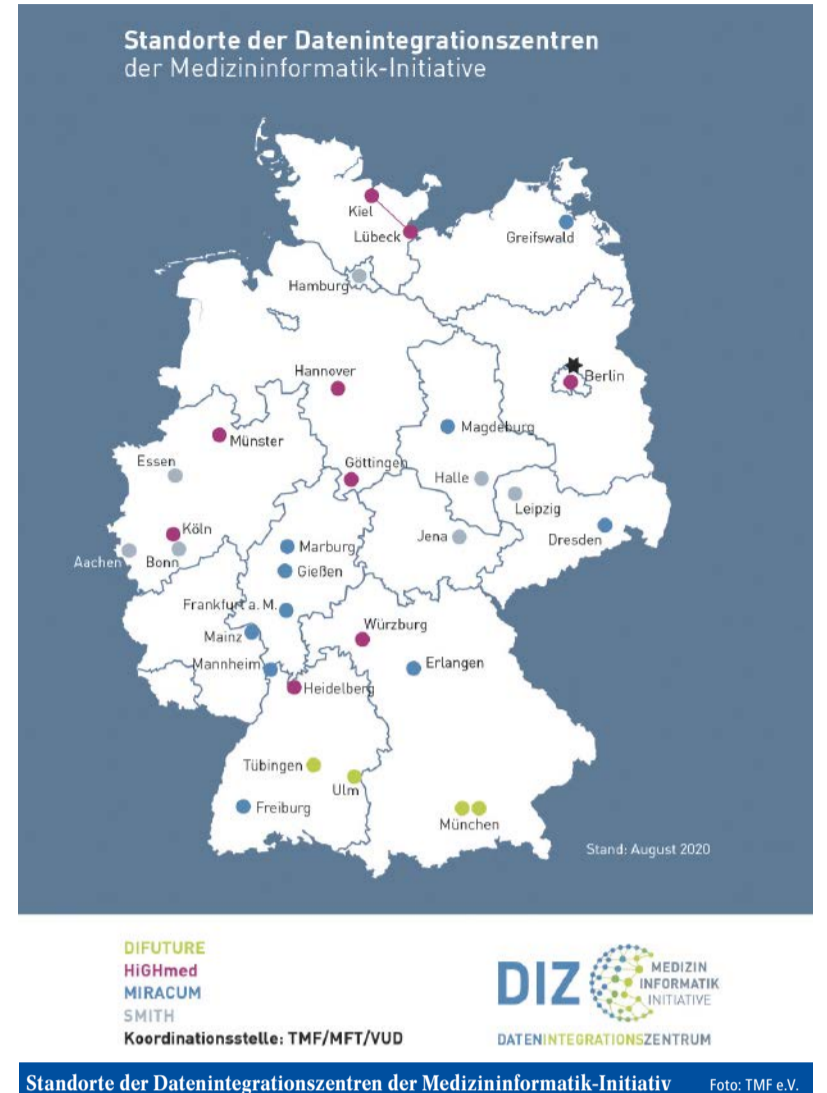 Standorte der Datenintegrationszentren
der Medizininformatik-Initiative
Kiel
Lübeck
Greifswald
Hamburg
Hannover
Berlin
Magdeburg
Münster
Essen
Göttingen
Halle
Leipzig
Köln
Jena
Dresden
Marburg
Aachen
Bonn
Gießen
Frankfurt a. M.
Würzburg
Mainz
Mannheim
Erlangen
Heidelberg
Tübingen
Ulm
Freiburg
München
Stand: August 2020
DIFUTURE
HiGHmed
MIRACUM
SMITH
Koordinationsstelle: TMF/MFT/VUD
DIZ
MEDIZIN
INFORMATIK
INITIATIVE
DATENINTEGRATIONSZENTRUM
Standorte der Datenintegrationszentren der Medizininformatik-Initiativ Foto: TMF e.V.